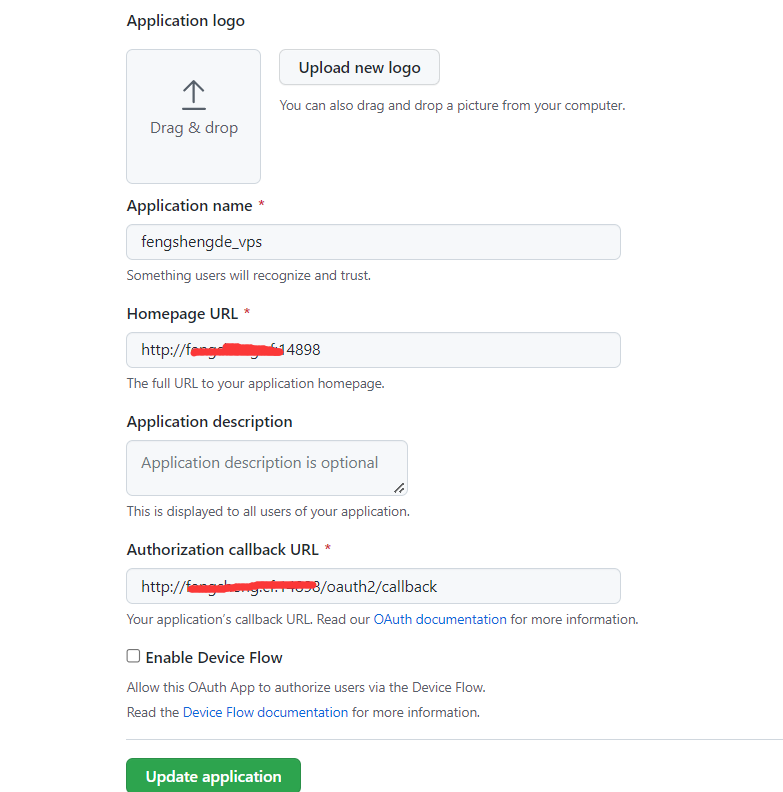 Application logo
Upload new logo
You can also drag and drop a picture from your computer.
Drag & drop
Application name *
fengshengde_vps
Something users will recognize and trust.
Homepage URL *
http:// 14898
The full URL to your application homepage.
Application description
Application description is optional
This is displayed to all users of your application.
Authorization callback URL *
http:// /oauth2/callback
Your application's callback URL. Read our OAuth documentation for more information.
Enable Device Flow
Allow this OAuth App to authorize users via the Device Flow.
Read the Device Flow documentation for more information.
Update application